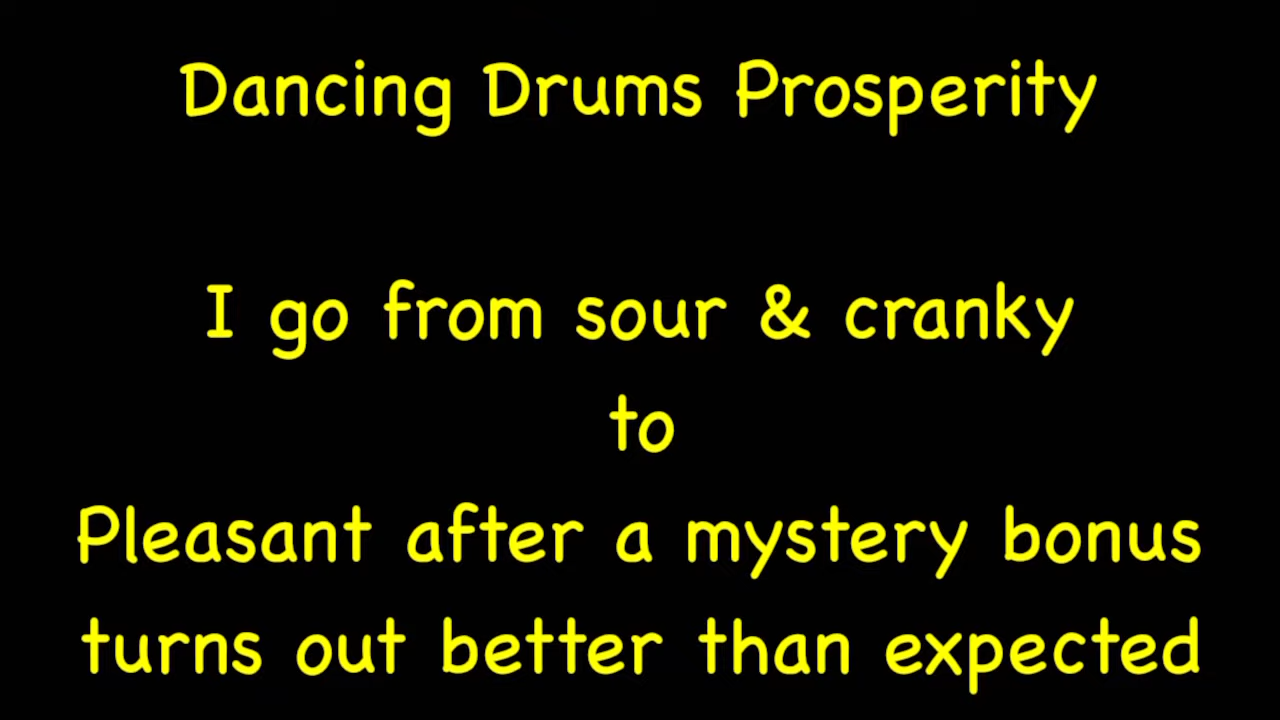 Dancing Drums Prosperity
I go from sour & cranky
to
Pleasant after a mystery bonus
turns out better than expected